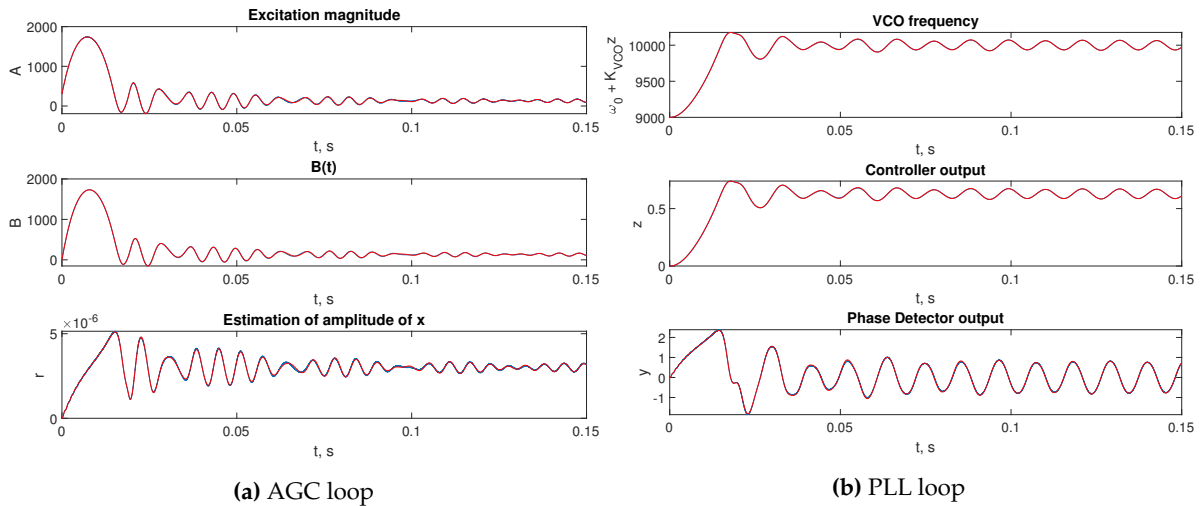 Excitation magnitude
2000
1000
0
A
0 0.05 0.1 0.15
t, s
B(t)
2000
1000
0
B
0 0.05 0.1 0.15
t, s
×10⁻⁶
Estimation of amplitude of x
5
0
r
0 0.05 0.1 0.15
t, s
(a) AGC loop
VCO frequency
10000
9500
9000
ω₀ + K_VCO z
0 0.05 0.1 0.15
t, s
Controller output
0.5
0
z
0 0.05 0.1 0.15
t, s
Phase Detector output
2
1
0
-1
y
0 0.05 0.1 0.15
t, s
(b) PLL loop